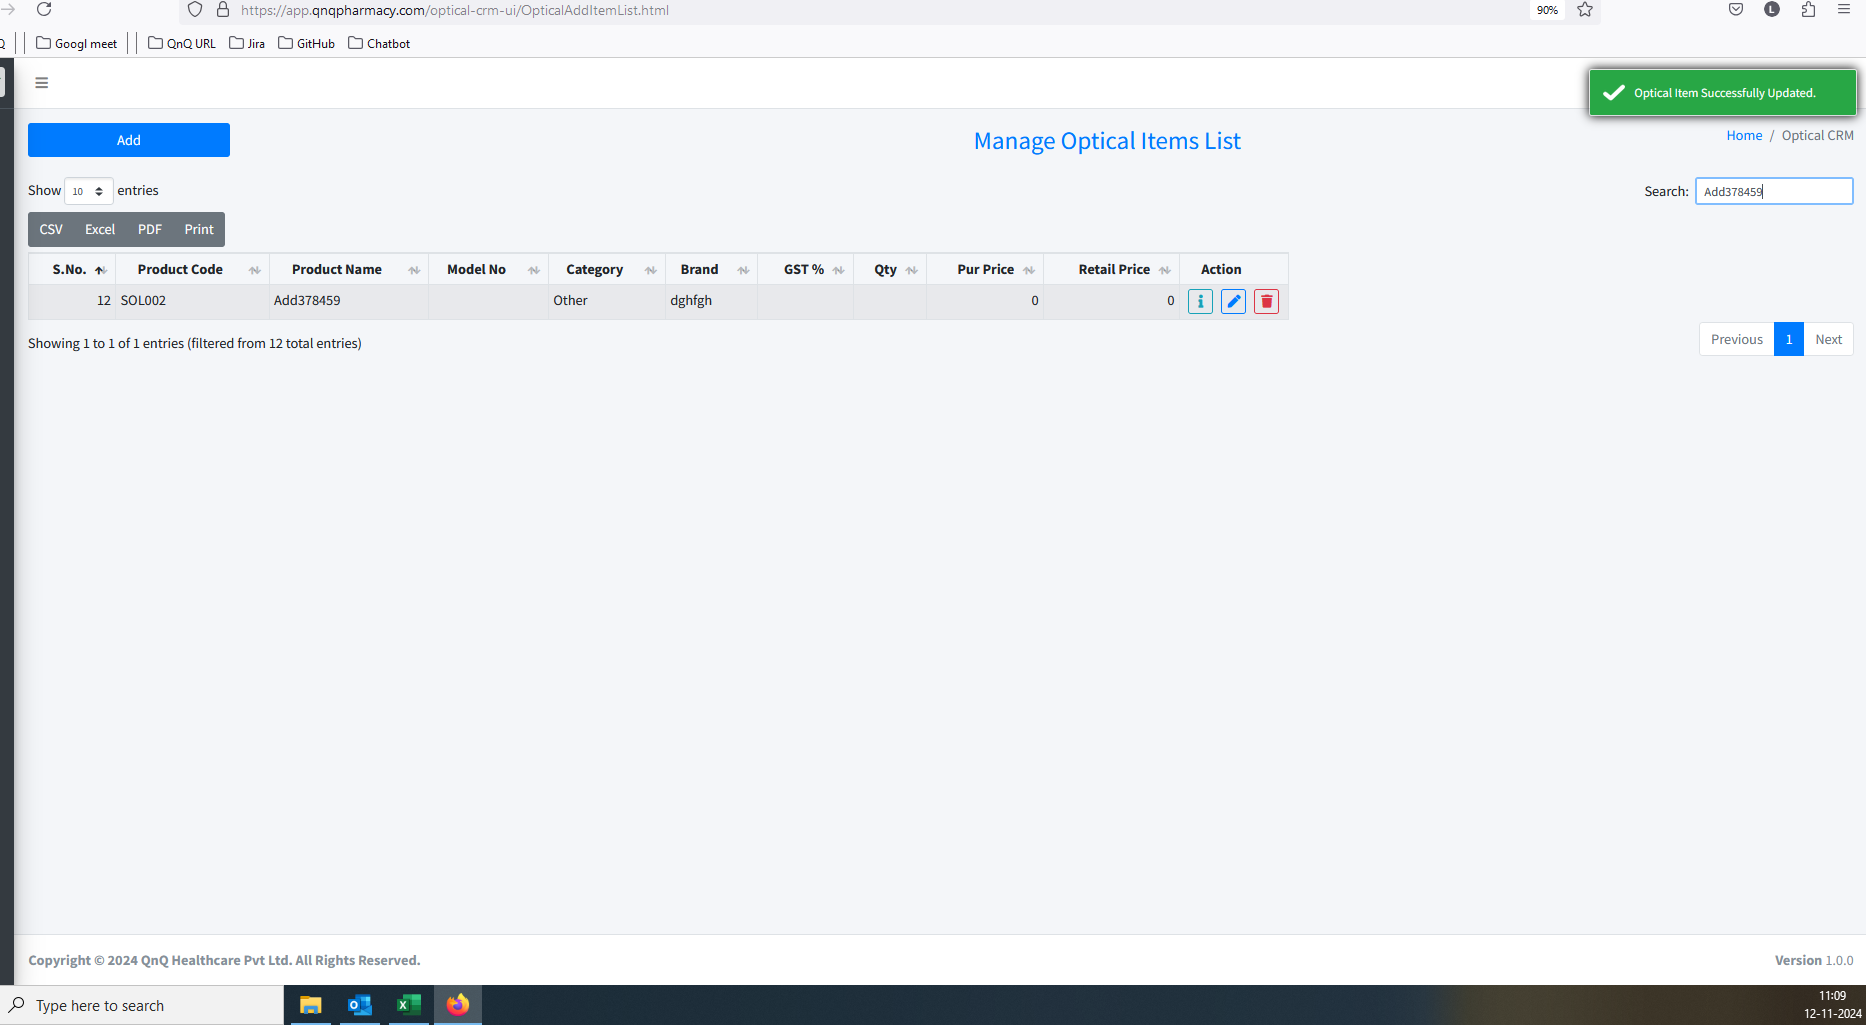 https://app.qnqpharmacy.com/optical-crm-ui/OpticalAddItemList.html 90% L
Q Googl meet QnQ URL Jira GitHub Chatbot
Optical Item Successfully Updated.
Add Manage Optical Items List Home / Optical CRM
Show 10 entries Search: Add378459
CSV Excel PDF Print
S.No. Product Code Product Name Model No Category Brand GST % Qty Pur Price Retail Price Action
12 SOL002 Add378459 Other dghfgh 0 0
Showing 1 to 1 of 1 entries (filtered from 12 total entries) Previous 1 Next
Copyright © 2024 QnQ Healthcare Pvt Ltd. All Rights Reserved. Version 1.0.0
Type here to search 11:09
12-11-2024